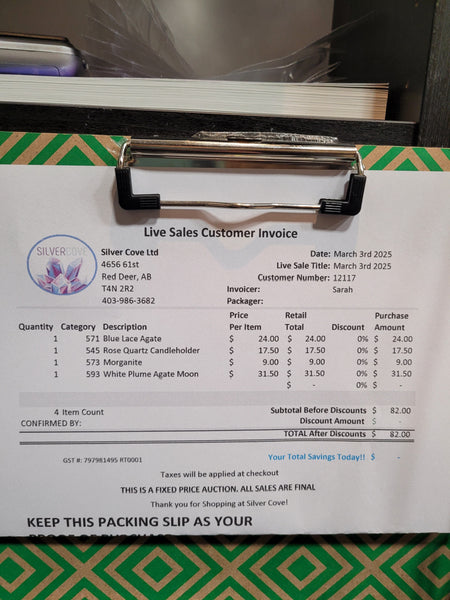 Live Sales Customer Invoice
SILVERCOVE
Silver Cove Ltd
4656 61st
Red Deer, AB
T4N 2R2
403-986-3682
Date: March 3rd 2025
Live Sale Title: March 3rd 2025
Customer Number: 12117
Invoicer: Sarah
Packager:
Quantity Category Description Price Per Item Retail Total Discount Purchase Amount
1 571 Blue Lace Agate $ 24.00 $ 24.00 0% $ 24.00
1 545 Rose Quartz Candleholder $ 17.50 $ 17.50 0% $ 17.50
1 573 Morganite $ 9.00 $ 9.00 0% $ 9.00
1 593 White Plume Agate Moon $ 31.50 $ 31.50 0% $ 31.50
$ - 0% $ -
4 Item Count
Subtotal Before Discounts $ 82.00
CONFIRMED BY:
Discount Amount $ -
TOTAL After Discounts $ 82.00
GST #: 797981495 RT0001
Your Total Savings Today!! $ -
Taxes will be applied at checkout
THIS IS A FIXED PRICE AUCTION. ALL SALES ARE FINAL
Thank you for Shopping at Silver Cove!
KEEP THIS PACKING SLIP AS YOUR
PROOF OF PURCHASE